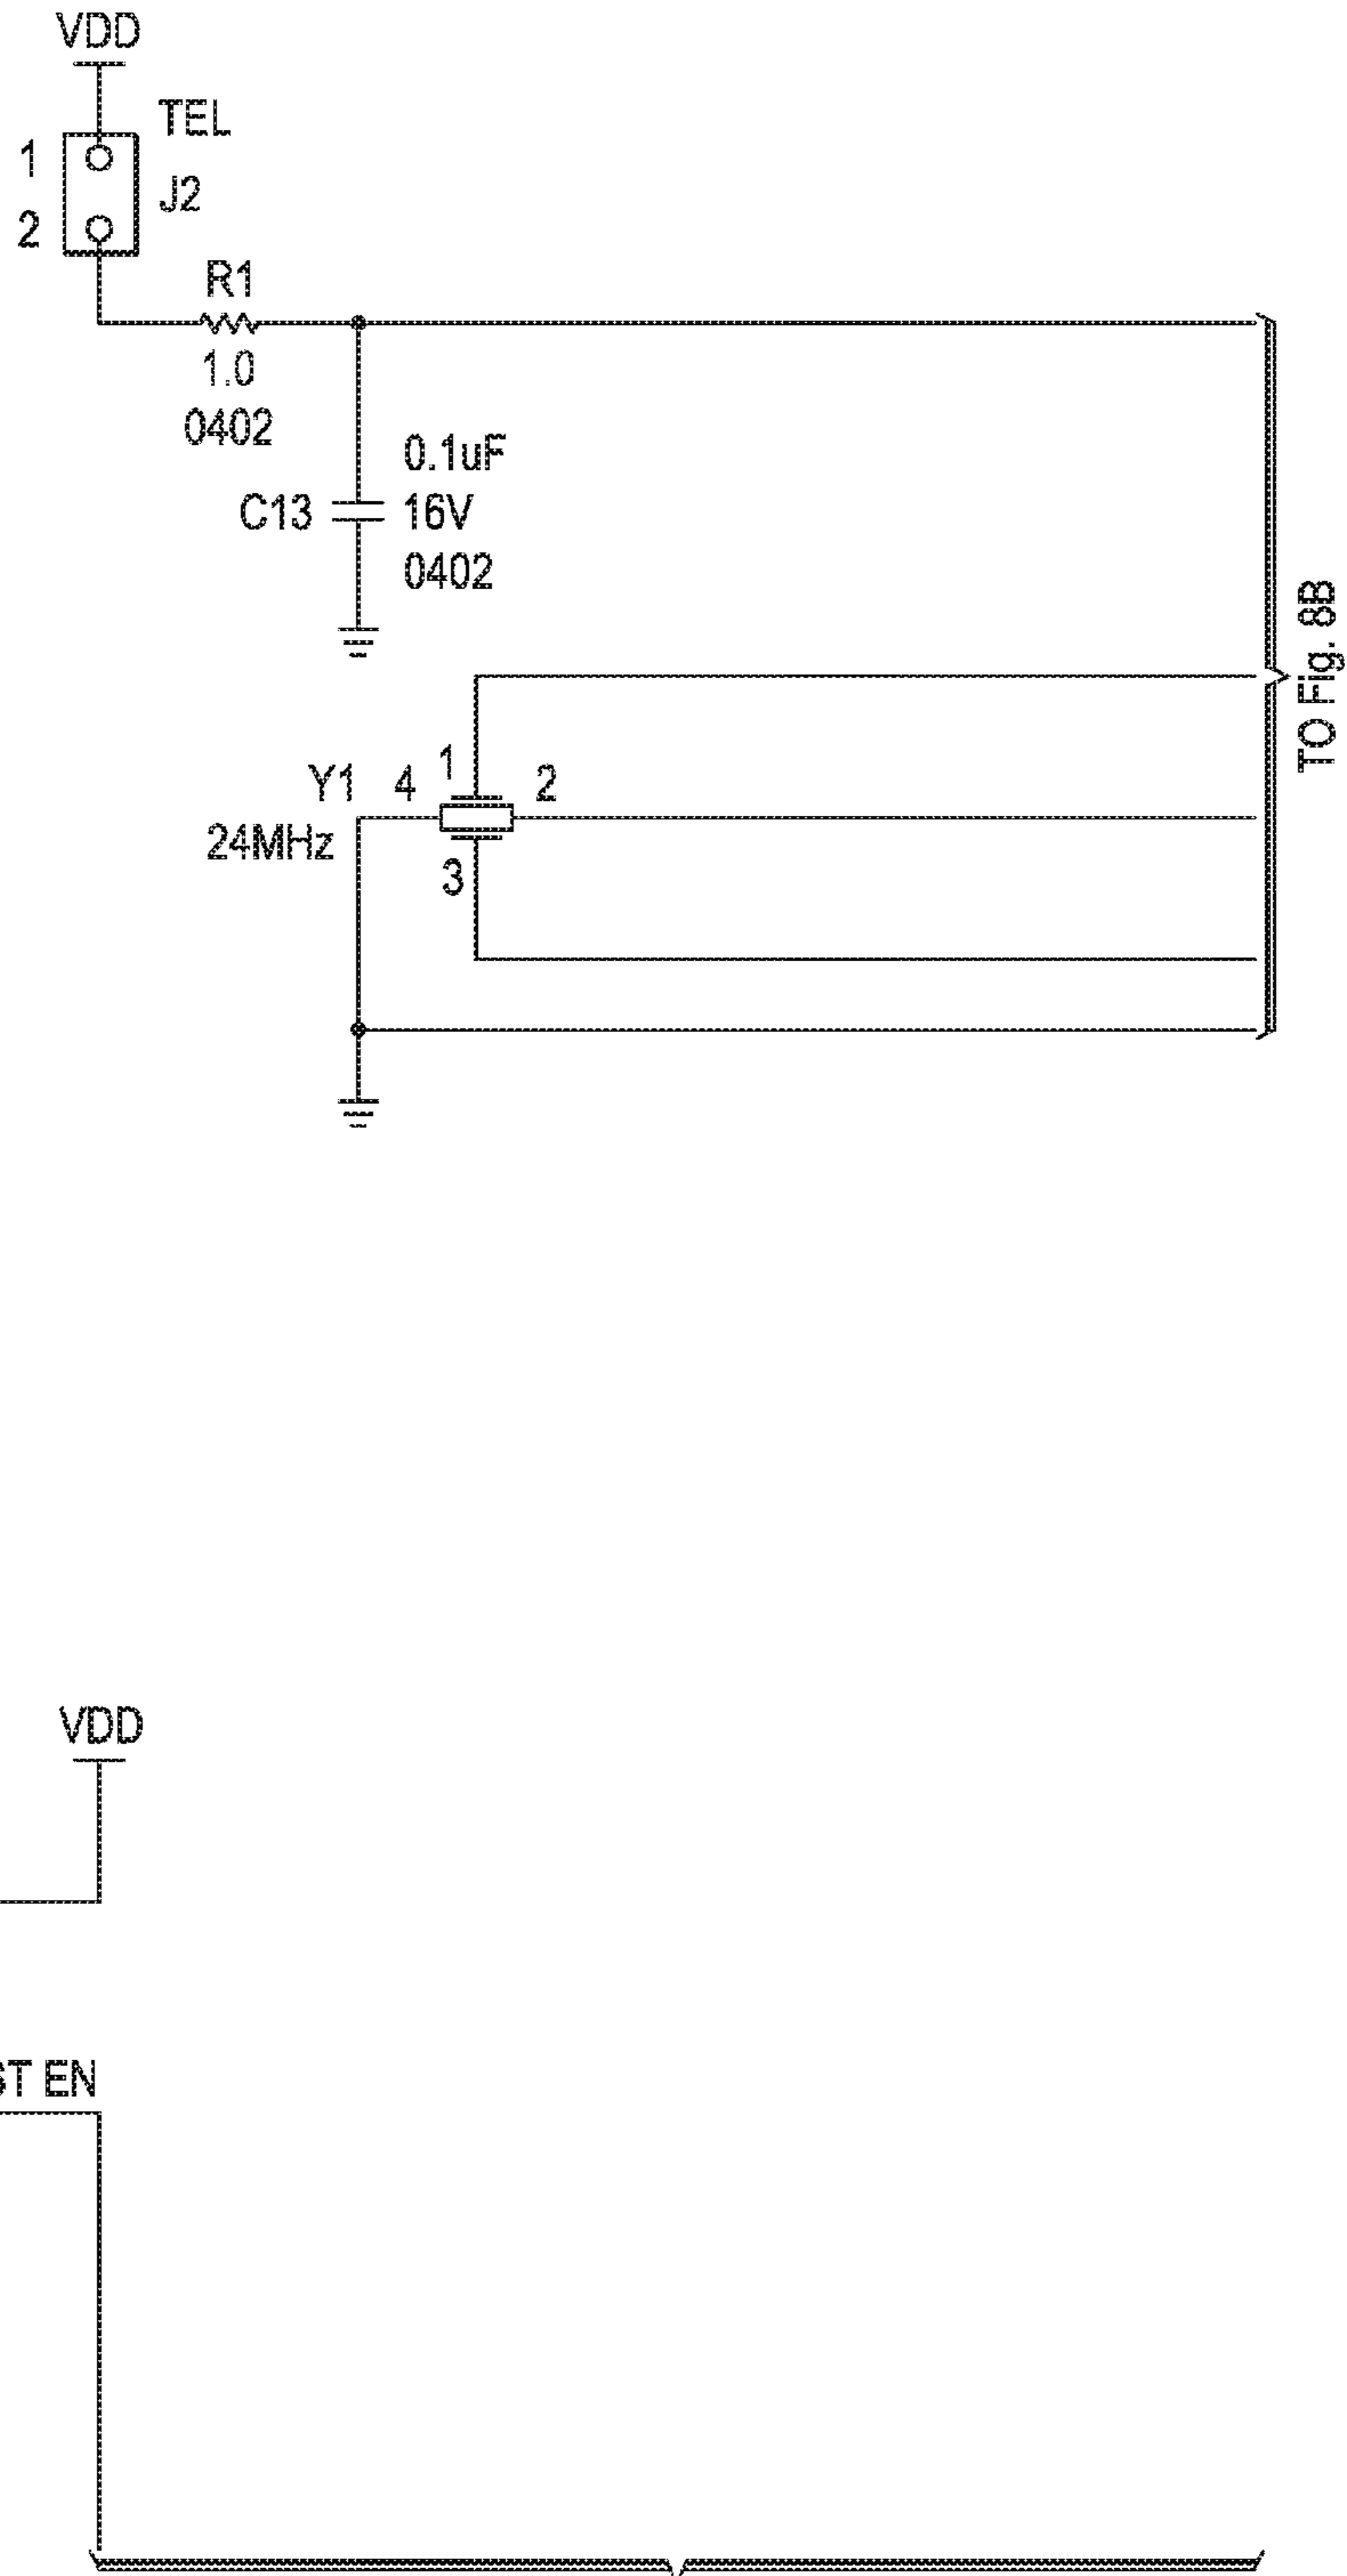 VDD
TEL
1
J2
2
R1
1.0
0402
0.1uF
C13
16V
0402
TO Fig. 8B
1
Y1
4
2
24MHz
3
VDD
ST EN